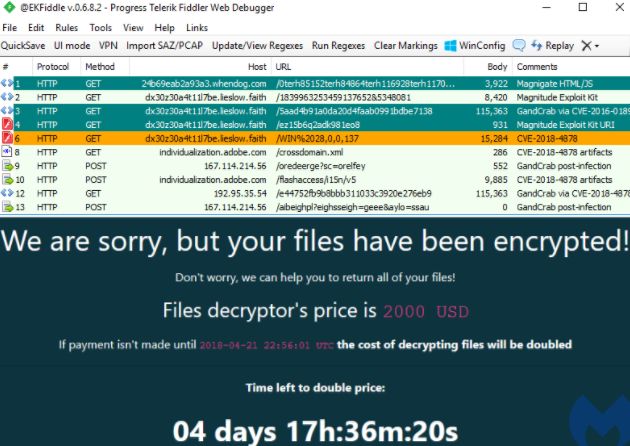 @EKFiddle v.0.6.8.2 - Progress Telerik Fiddler Web Debugger
File Edit Rules Tools View Help Links
QuickSave UI mode VPN Import SAZ/PCAP Update/View Regexes Run Regexes Clear Markings WinConfig Replay X
# Protocol Method Host URL Body Comments
1 HTTP GET 24b69eab2a93a3.whendog.com /0terh85152terh84864terh116928terh1170... 3,922 Magnigate HTML/JS
2 HTTP GET dx30z30a4t11l7be.lieslow.faith /1839963253459137652&5348081 8,420 Magnitude Exploit Kit
3 HTTP GET dx30z30a4t11l7be.lieslow.faith /5aad4b91a0da20d4faab0991bdbe7138 115,363 GandCrab via CVE-2016-0189
4 HTTP GET dx30z30a4t11l7be.lieslow.faith /ez15b6q2adk981eo8 931 Magnitude Exploit Kit URI
6 HTTP GET dx30z30a4t11l7be.lieslow.faith /WIN%2028,0,0,137 15,284 CVE-2018-4878
8 HTTP GET individualization.adobe.com /crossdomain.xml 286 CVE-2018-4878 artifacts
9 HTTP POST 167.114.214.56 /oredeerge?sc=orelfey 552 GandCrab post-infection
10 HTTP POST individualization.adobe.com /flashaccess/i15n/v5 9,885 CVE-2018-4878 artifacts
12 HTTP GET 192.95.35.54 /e44752fb9b8bbb311033c3920e276eb9 115,363 GandCrab via CVE-2018-4878
13 HTTP POST 167.114.214.56 /aibeighpl?eighsseigh=geee&aylo=ssau 0 GandCrab post-infection
We are sorry, but your files have been encrypted!
Don't worry, we can help you to return all of your files!
Files decryptor's price is 2000 USD
If payment isn't made until 2018-04-21 22:56:01 UTC the cost of decrypting files will be doubled
Time left to double price:
04 days 17h:36m:20s